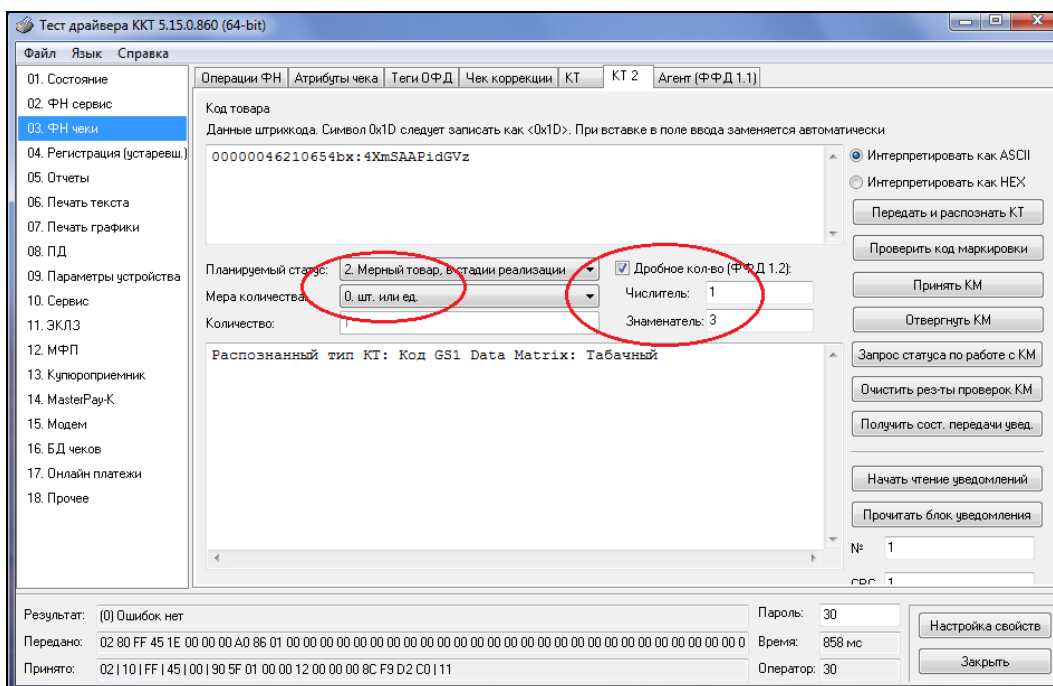 Тест драйвера ККТ 5.15.0.860 (64-bit)
Файл Язык Справка
01. Состояние
02. ФН сервис
03. ФН чеки
04. Регистрация (устаревш.)
05. Отчеты
06. Печать текста
07. Печать графики
08. ПД
09. Параметры устройства
10. Сервис
11. ЭКЛЗ
12. МФП
13. Купюроприемник
14. MasterPay-K
15. Модем
16. БД чеков
17. Онлайн платежи
18. Прочее
Операции ФН Атрибуты чека Теги ОФД Чек коррекции КТ КТ 2 Агент (ФФД 1.1)
Код товара
Данные штрихкода. Символ 0x1D следует записать как <0x1D>. При вставке в поле ввода заменяется автоматически
00000046210654bx:4XmSAAPidGVz
Интерпретировать как ASCII
Интерпретировать как HEX
Передать и распознать КТ
Проверить код маркировки
Принять КМ
Отвергнуть КМ
Запрос статуса по работе с КМ
Очистить рез-ты проверок КМ
Получить сост. передачи увед.
Начать чтение уведомлений
Прочитать блок уведомления
№ 1
CRC 1
Планируемый статус: 2. Мерный товар, в стадии реализации
Дробное кол-во (ФФД 1.2):
Мера количества: 0. шт. или ед.
Числитель: 1
Количество: 1
Знаменатель: 3
Распознанный тип КТ: Код GS1 Data Matrix: Табачный
Результат: (0) Ошибок нет
Пароль: 30
Передано: 02 80 FF 45 1E 00 00 00 A0 86 01 00 00 00 00 00 00 00 00 00 00 00 00 00 00 00 00 00 00 00 00 00 00 00 00 00 0
Время: 858 мс
Принято: 02 | 10 | FF | 45 | 00 | 90 5F 01 00 00 12 00 00 00 8C F9 D2 C0 | 11
Оператор: 30
Настройка свойств
Закрыть